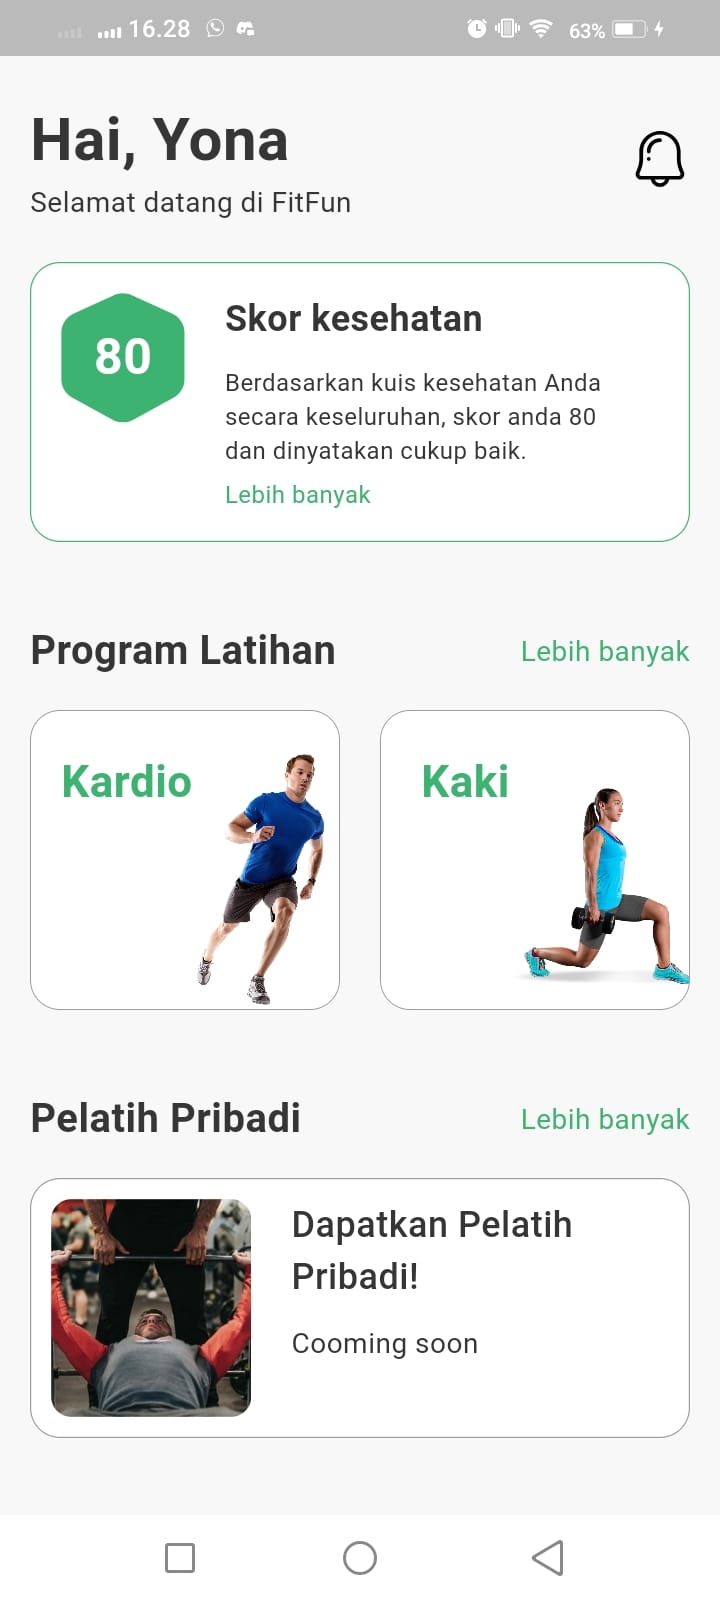 16.28
63%
Hai, Yona
Selamat datang di FitFun
80
Skor kesehatan
Berdasarkan kuis kesehatan Anda
secara keseluruhan, skor anda 80
dan dinyatakan cukup baik.
Lebih banyak
Program Latihan
Lebih banyak
Kardio
Kaki
Pelatih Pribadi
Lebih banyak
Dapatkan Pelatih
Pribadi!
Cooming soon